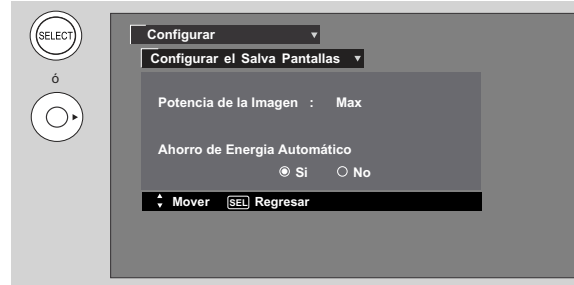 SELECT
ó
Configurar
Configurar el Salva Pantallas
Potencia de la Imagen : Max
Ahorro de Energia Automático
Si No
Mover SEL Regresar